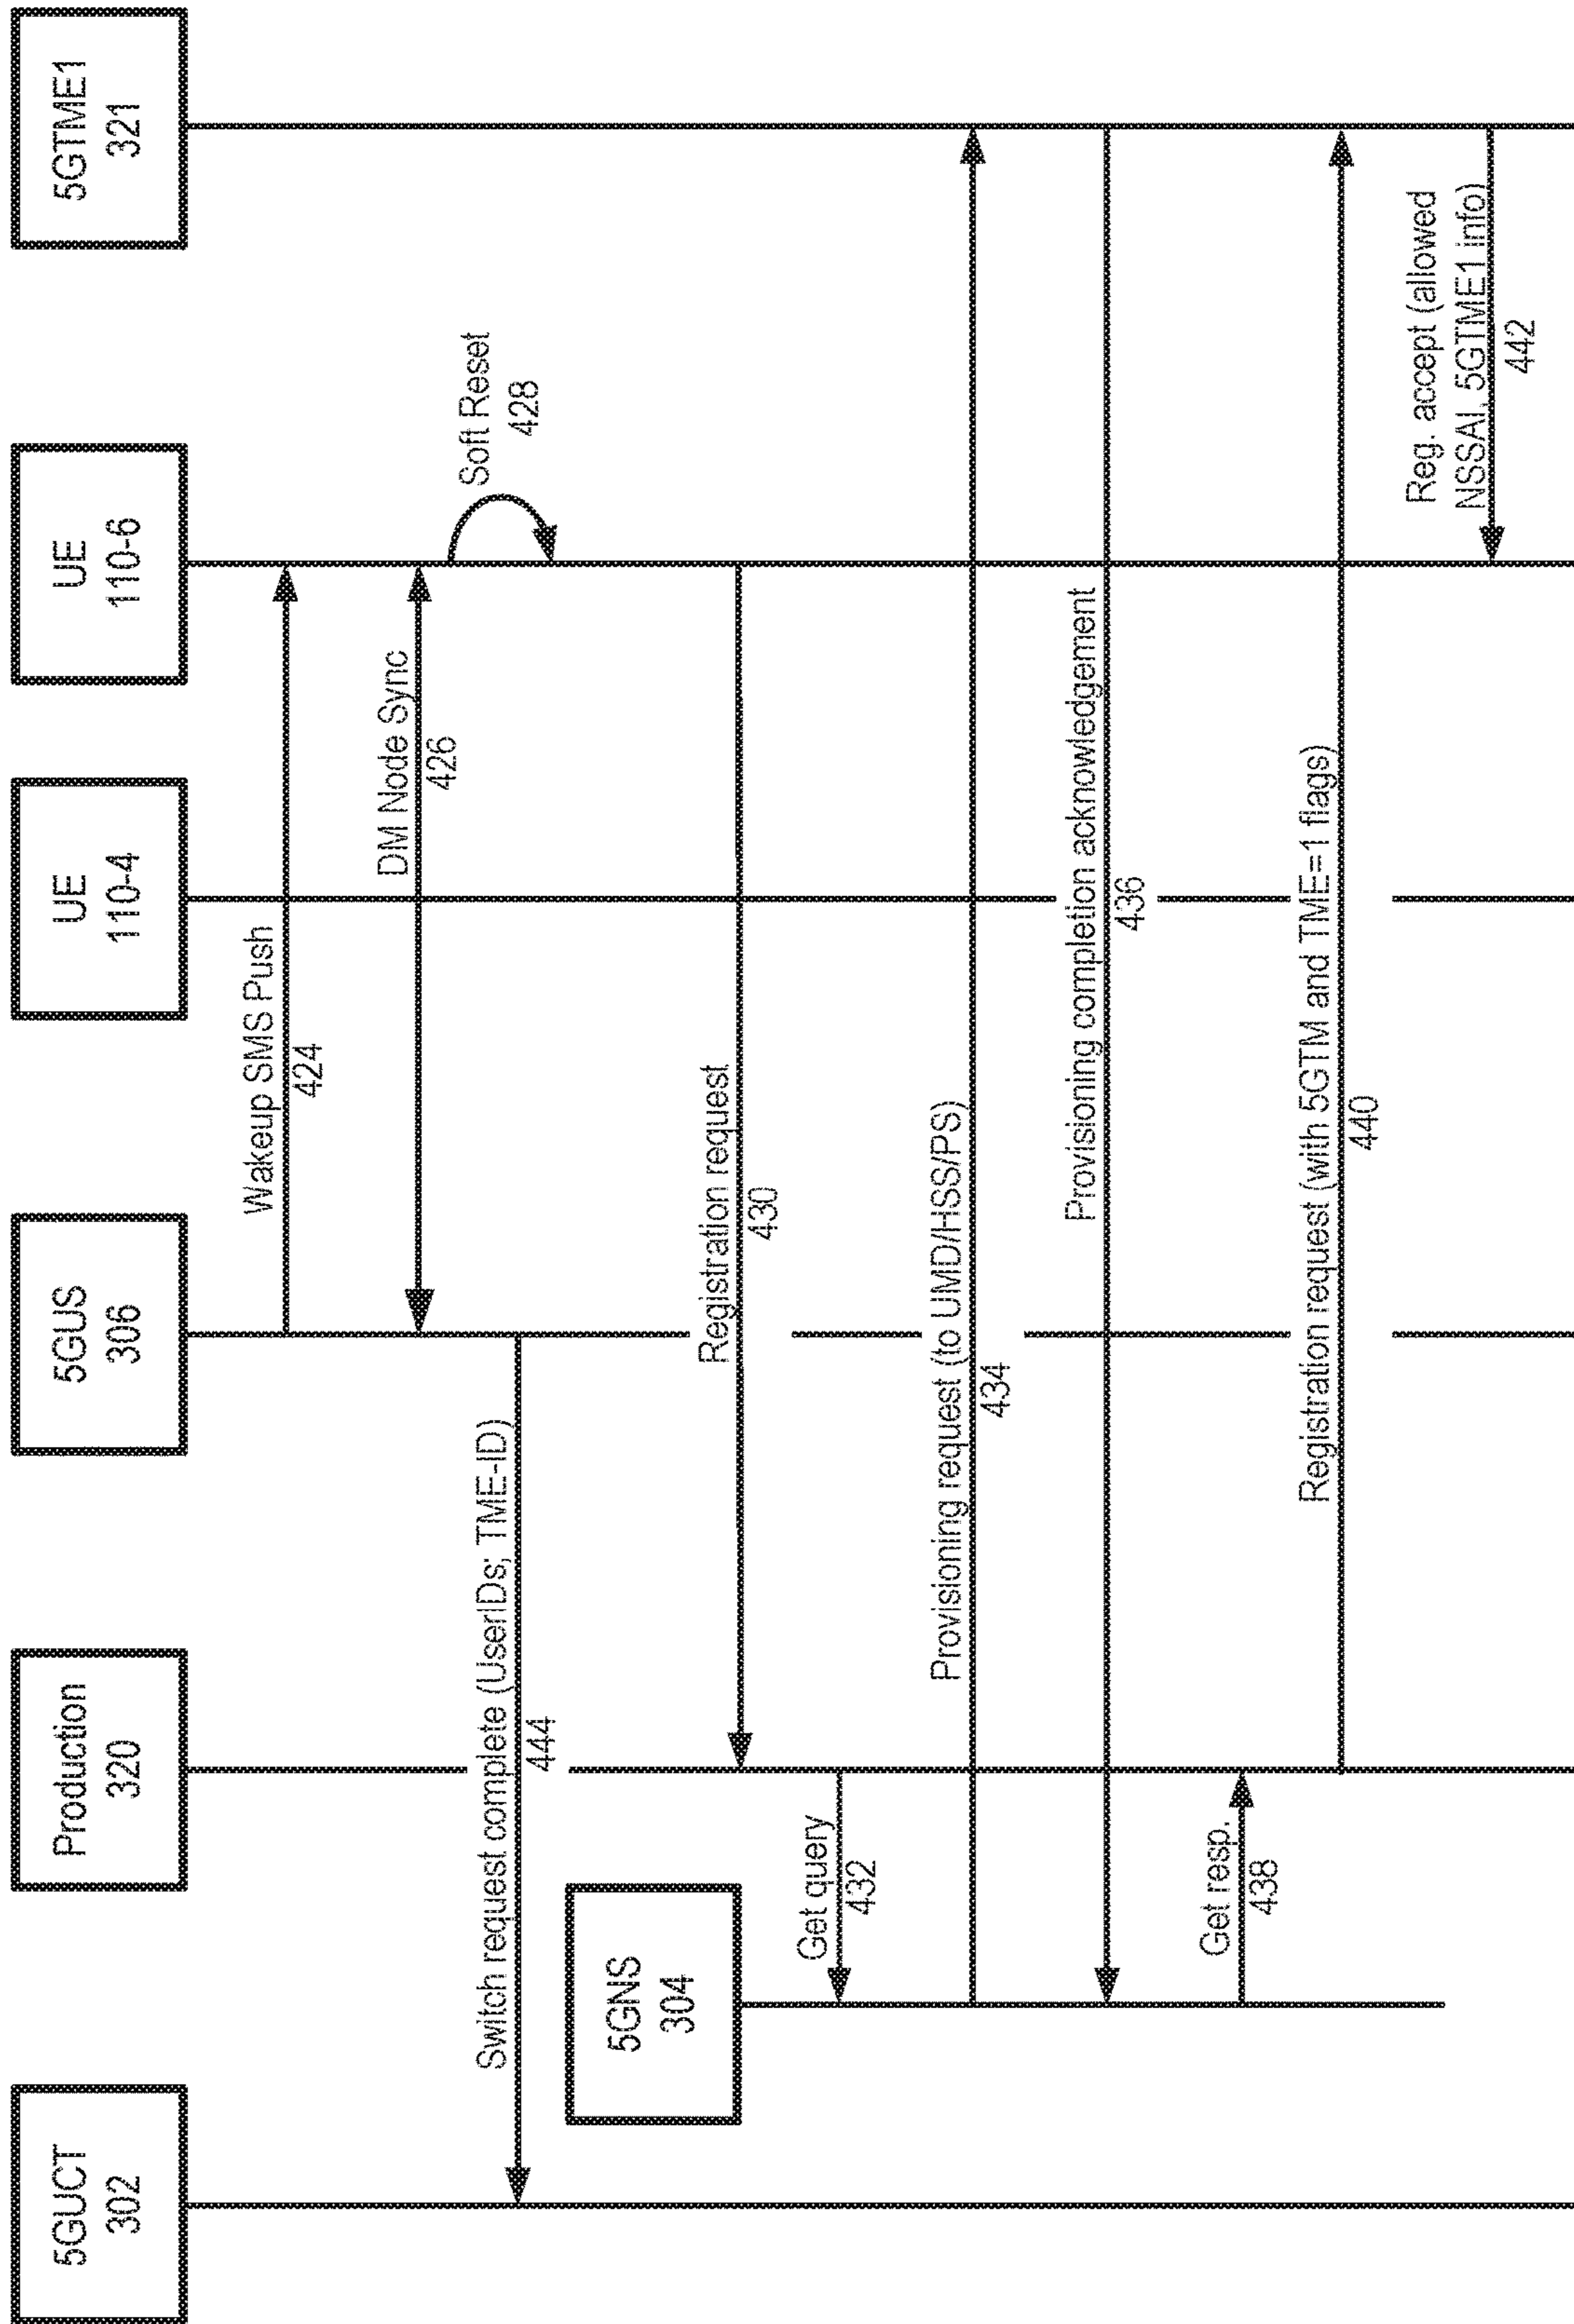 5GUCT
302
Production
320
5GUS
306
UE
110-4
UE
110-6
5GTME1
321
Wakeup SMS Push
424
DM Node Sync
426
Soft Reset
428
Switch request complete (UserIDs; TME-ID)
444
5GNS
304
Registration request
430
Get query
432
Provisioning request (to UMD/HSS/PS)
434
Provisioning completion acknowledgement
436
Get resp.
438
Registration request (with 5GTM and TME=1 flags)
440
Reg. accept (allowed
NSSAI, 5GTME1 info)
442